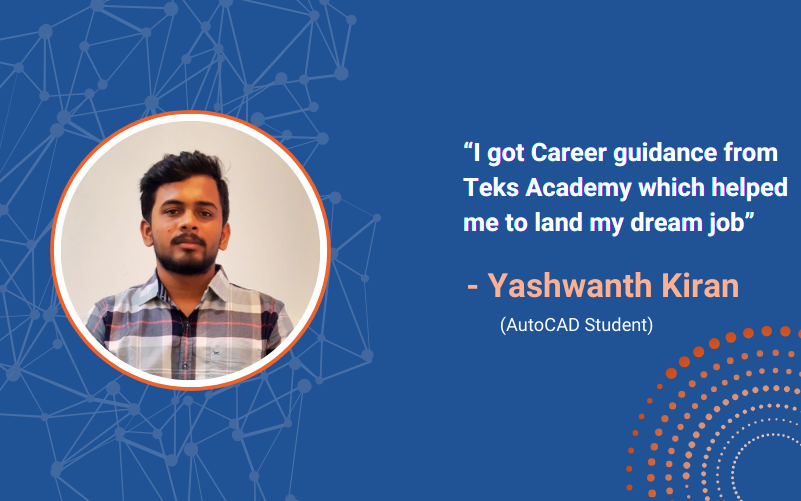 “I got Career guidance from
Teks Academy which helped
me to land my dream job”
- Yashwanth Kiran
(AutoCAD Student)